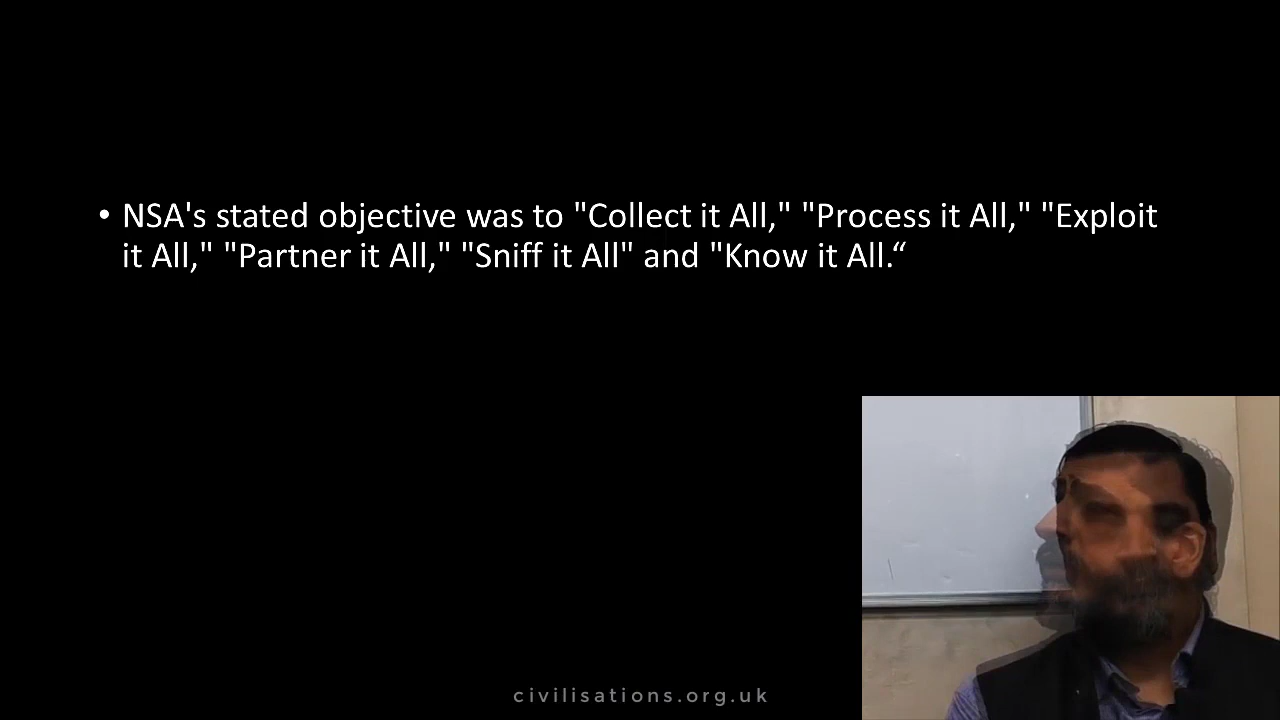 • NSA's stated objective was to "Collect it All," "Process it All," "Exploit
it All," "Partner it All," "Sniff it All" and "Know it All.“
civilisations.org.uk